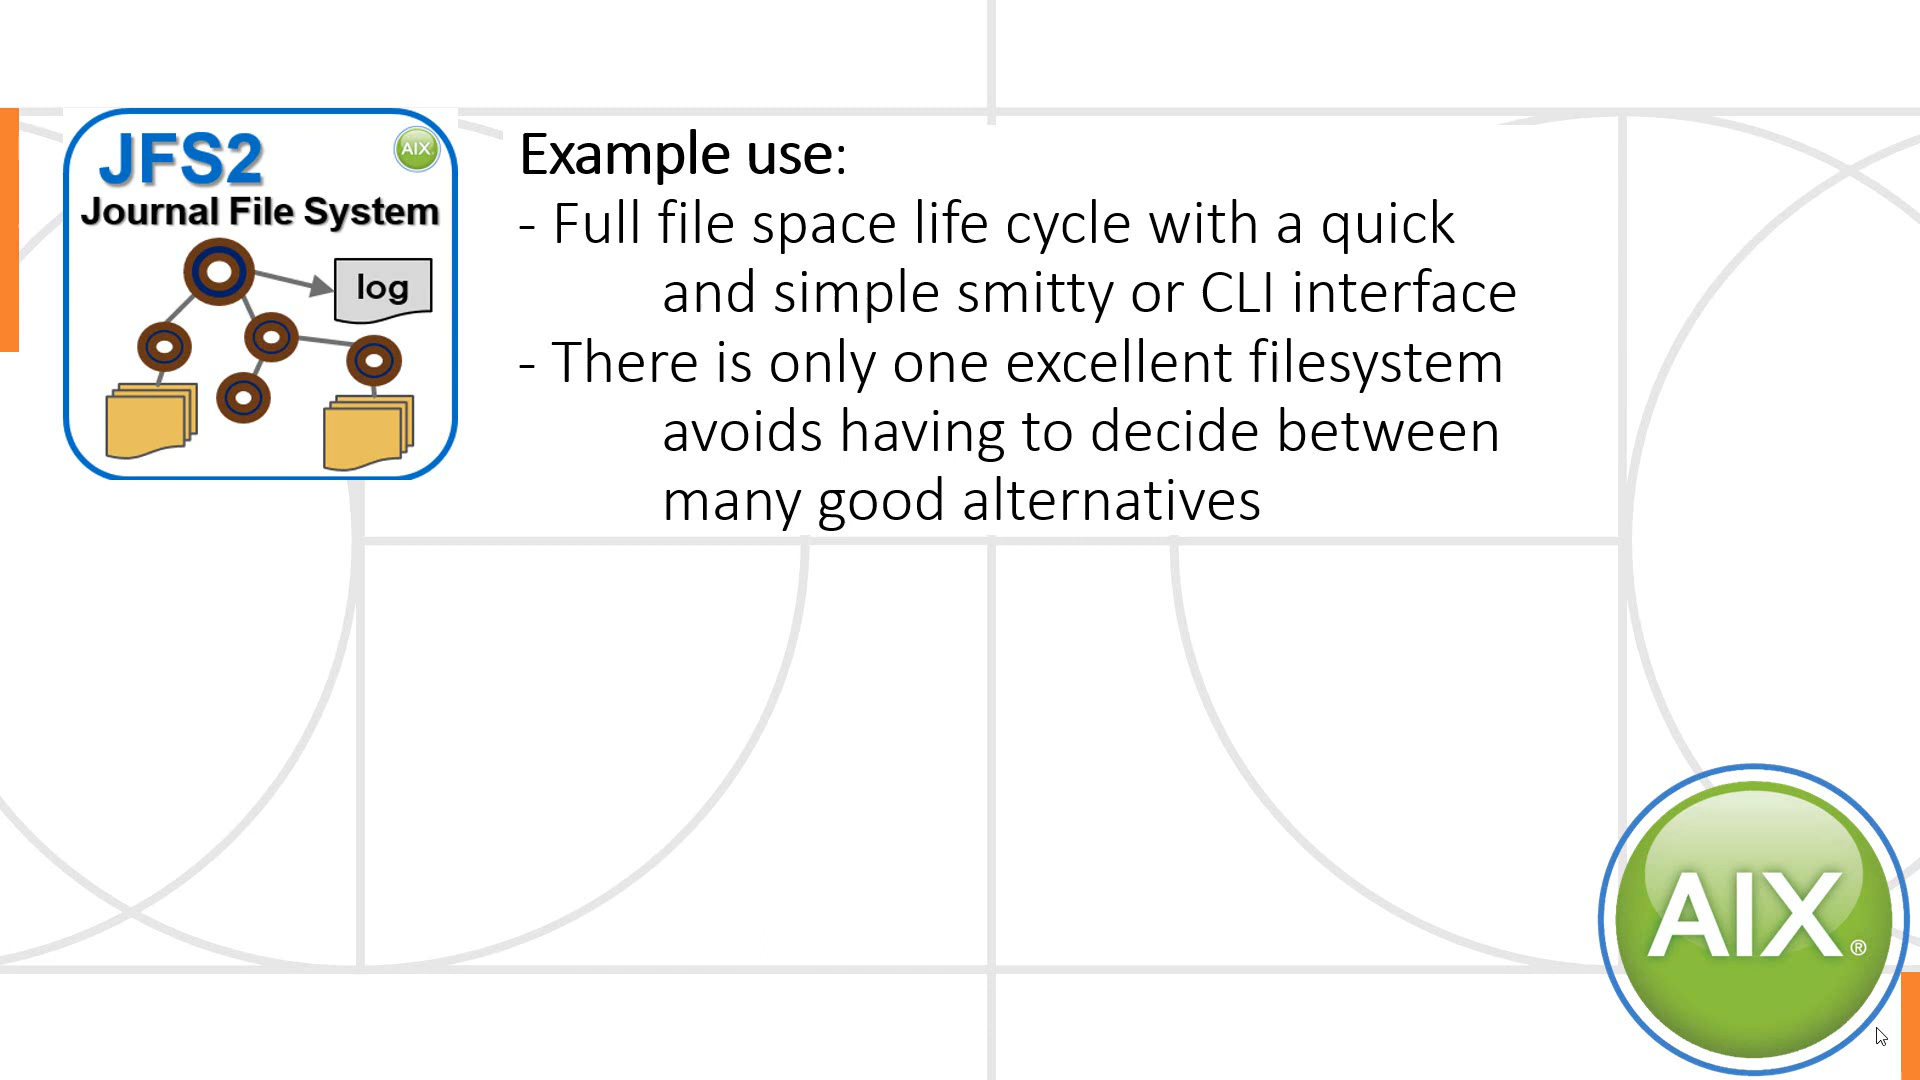 JFS2
AIX
Journal File System
log
Example use:
- Full file space life cycle with a quick
and simple smitty or CLI interface
- There is only one excellent filesystem
avoids having to decide between
many good alternatives
AIX®